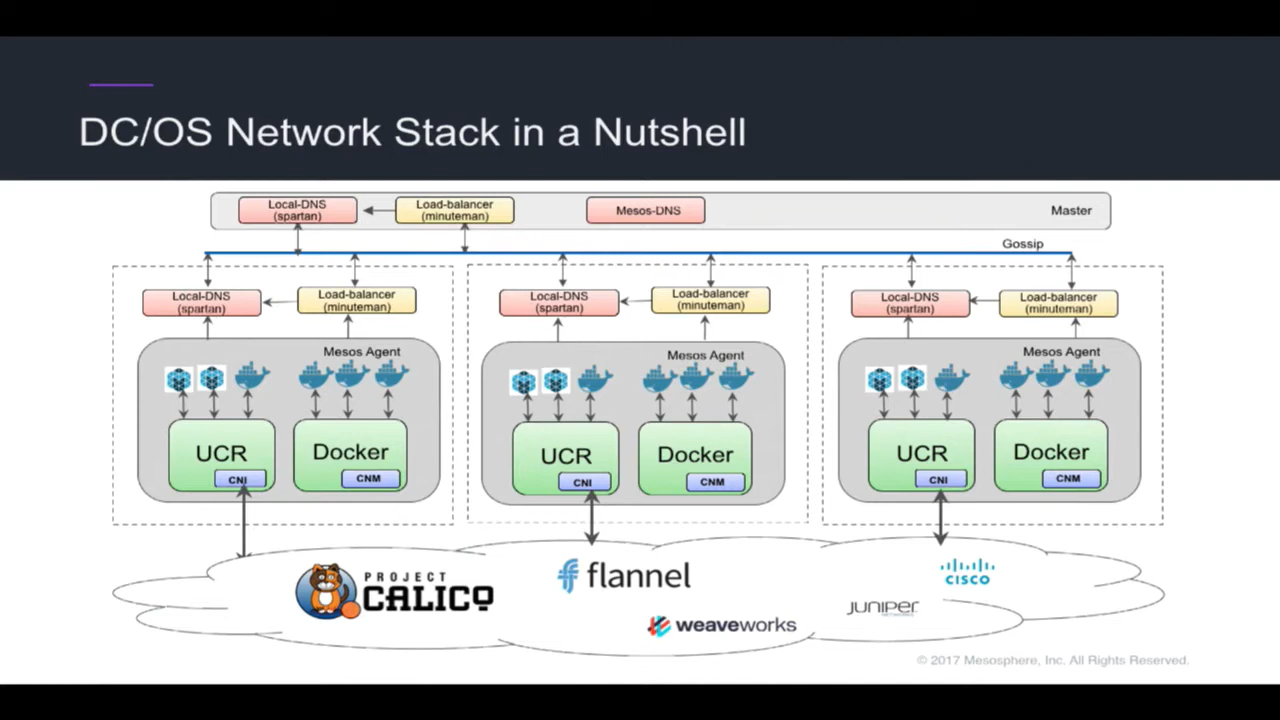 DC/OS Network Stack in a Nutshell
Local-DNS
(spartan)
Load-balancer
(minuteman)
Mesos-DNS
Master
Gossip
Local-DNS
(spartan)
Load-balancer
(minuteman)
Local-DNS
(spartan)
Load-balancer
(minuteman)
Local-DNS
(spartan)
Load-balancer
(minuteman)
Mesos Agent
UCR
CNI
Docker
CNM
Mesos Agent
UCR
CNI
Docker
CNM
Mesos Agent
UCR
CNI
Docker
CNM
PROJECT
CALICO
flannel
weaveworks
CISCO
JUNIPER
NETWORKS
© 2017 Mesosphere, Inc. All Rights Reserved.